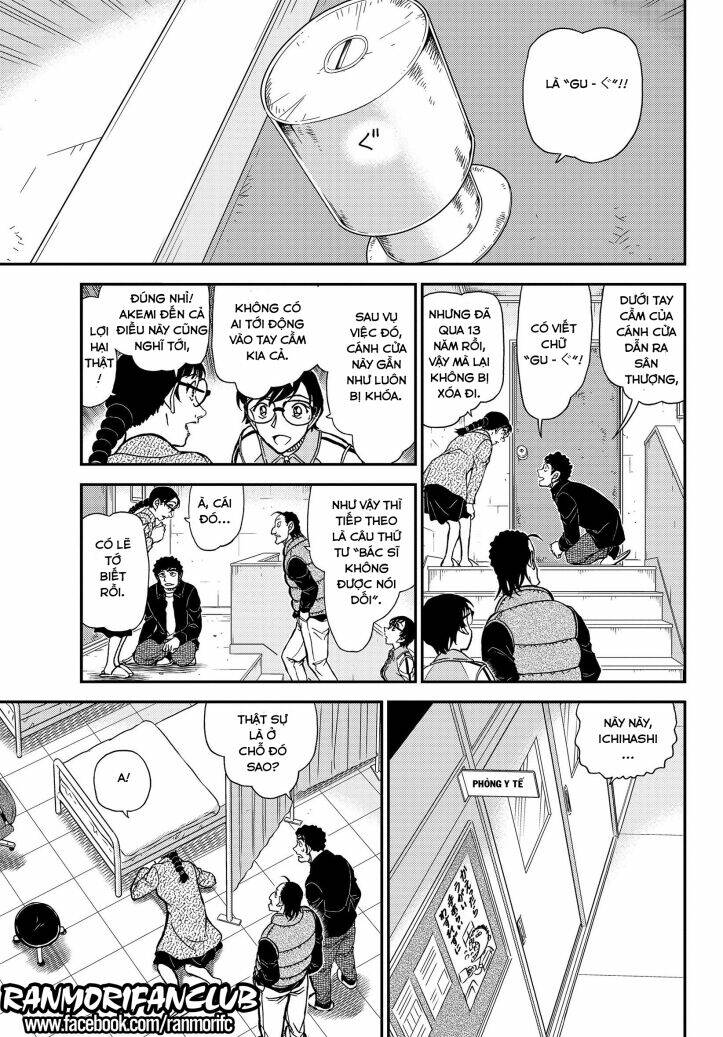 LÀ "GU - ぐ"!!
ぐ
DƯỚI TAY
CẦM CỦA
CÁNH CỬA
DẪN RA
SÂN
THƯỢNG,
CÓ VIẾT
CHỮ
"GU - ぐ".
NHƯNG ĐÃ
QUA 13
NĂM RỒI,
VẬY MÀ LẠI
KHÔNG BỊ
XÓA ĐI.
SAU VỤ
VIỆC ĐÓ,
CÁNH CỬA
NÀY GẦN
NHƯ LUÔN
BỊ KHÓA.
KHÔNG CÓ
AI TỚI ĐỘNG
VÀO TAY CẦM
KIA CẢ.
ĐÚNG NHỈ!
AKEMI ĐẾN CẢ
ĐIỀU NÀY CŨNG
NGHĨ TỚI,
LỢI
HẠI
THẬT
!
NHƯ VẬY THÌ
TIẾP THEO
LÀ CÂU THỨ
TƯ "BÁC SĨ
KHÔNG
ĐƯỢC NÓI
DỐI".
À, CÁI
ĐÓ...
CÓ LẼ
TỚ
BIẾT
RỒI.
NÀY NÀY,
ICHIHASHI
...
PHÒNG Y TẾ
THẬT SỰ
LÀ Ở
CHỖ ĐÓ
SAO?
A!
RANMORIFANCLUB
www.facebook.com/ranmorifc